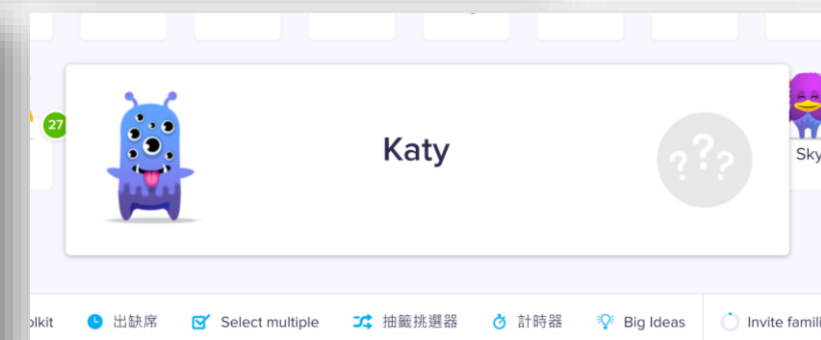 27
Katy
???
Sky
olkit 出缺席 Select multiple 抽籤挑選器 計時器 Big Ideas Invite famili